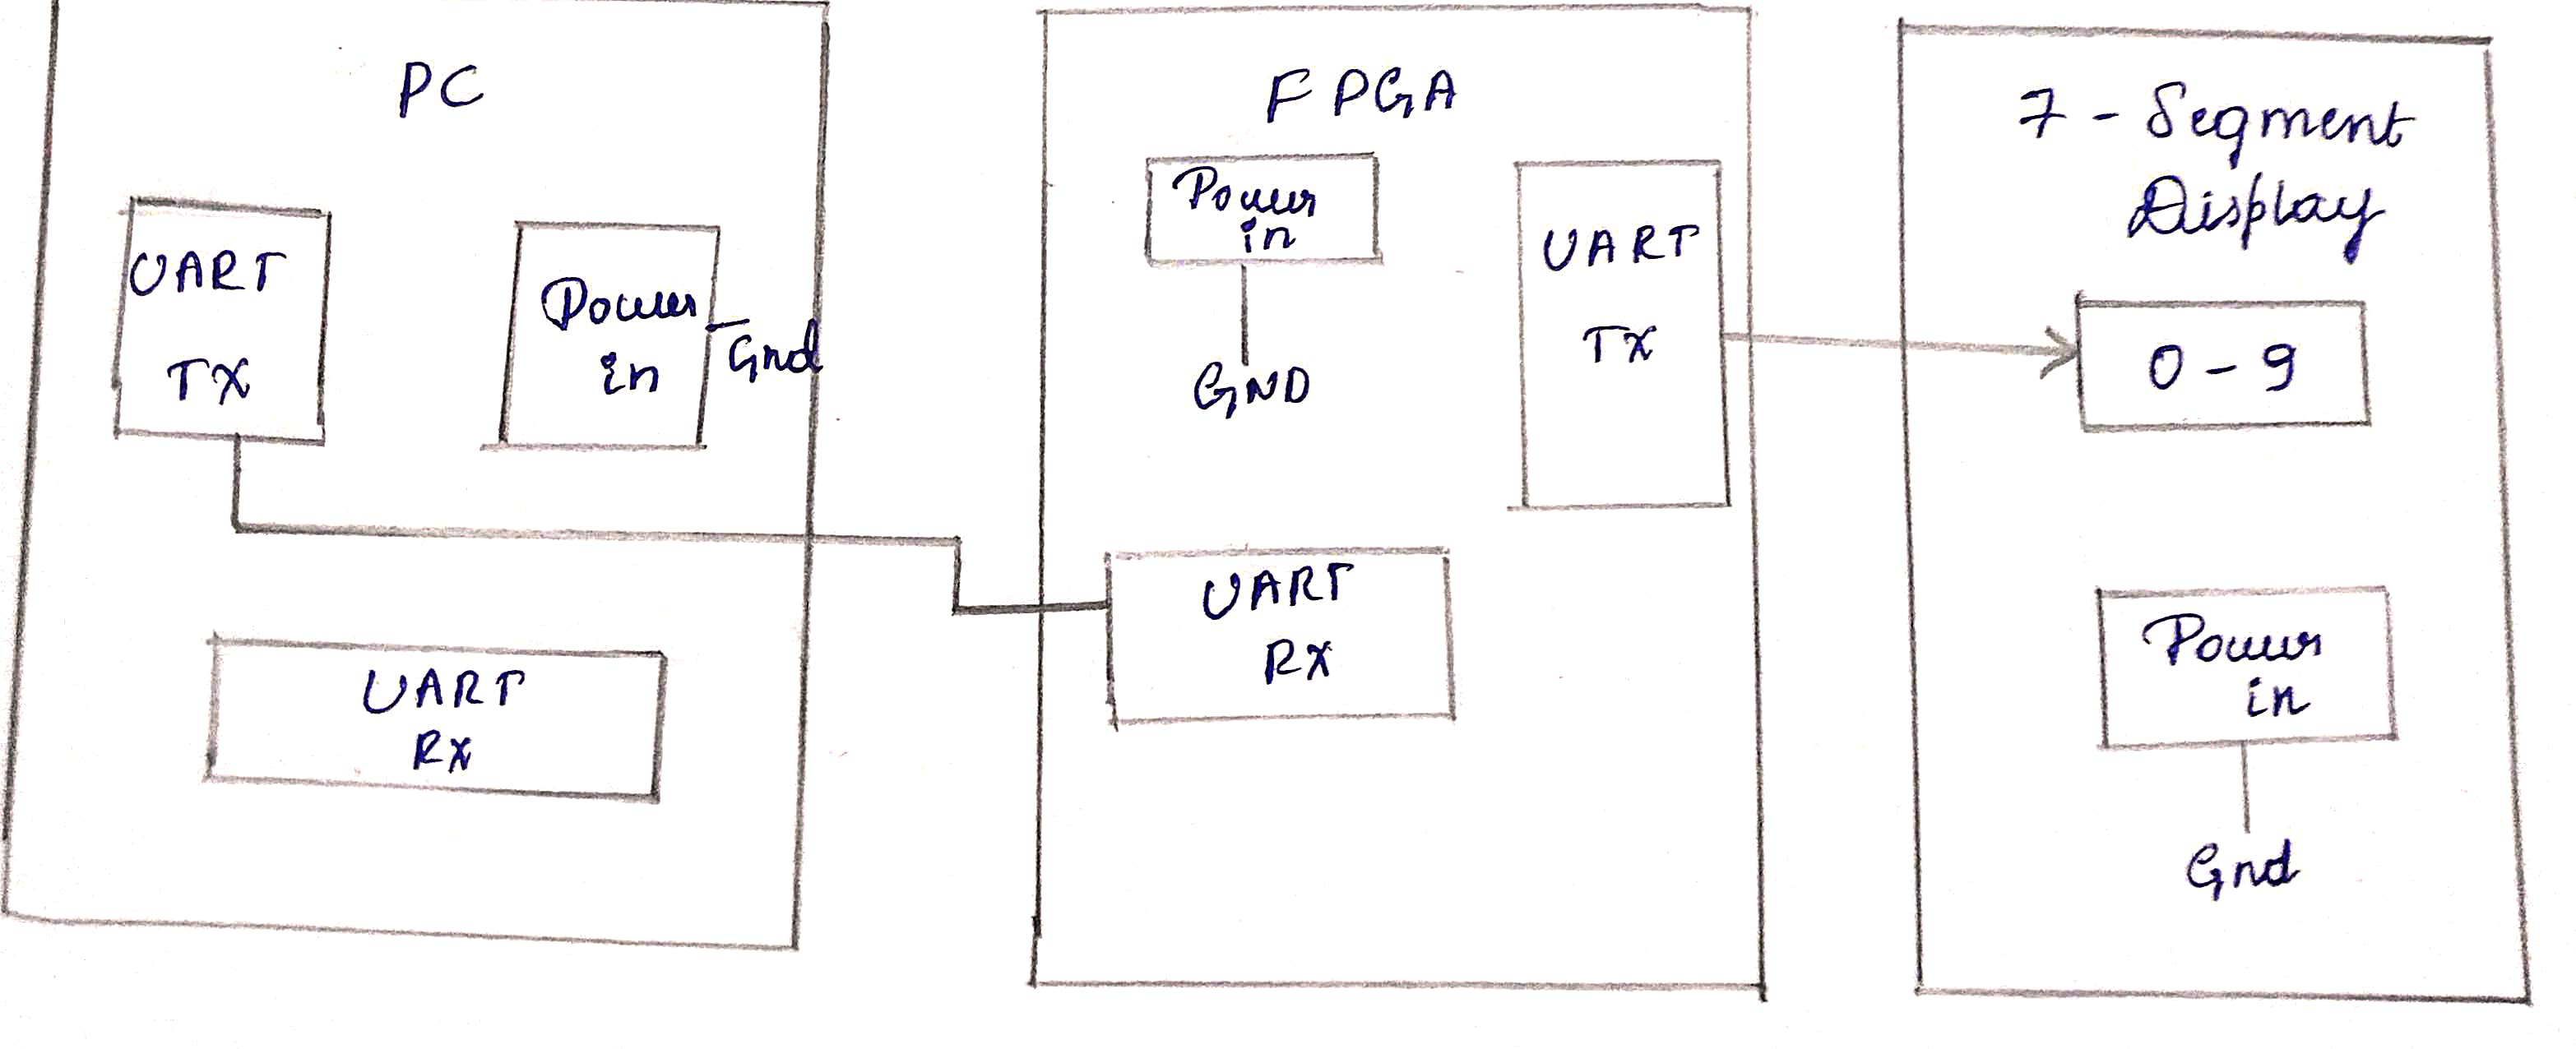 PC
UART
TX
Power
in
Gnd
UART
RX
FPGA
Power
in
GND
UART
TX
UART
RX
7 - Segment
Display
0 - 9
Power
in
Gnd